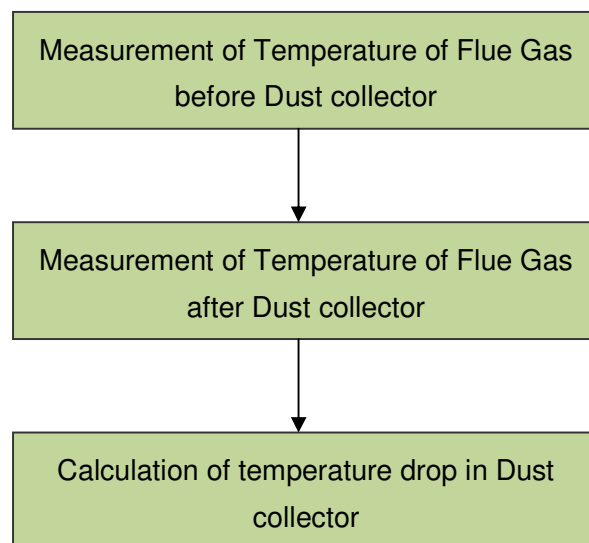 Measurement of Temperature of Flue Gas
before Dust collector
Measurement of Temperature of Flue Gas
after Dust collector
Calculation of temperature drop in Dust
collector